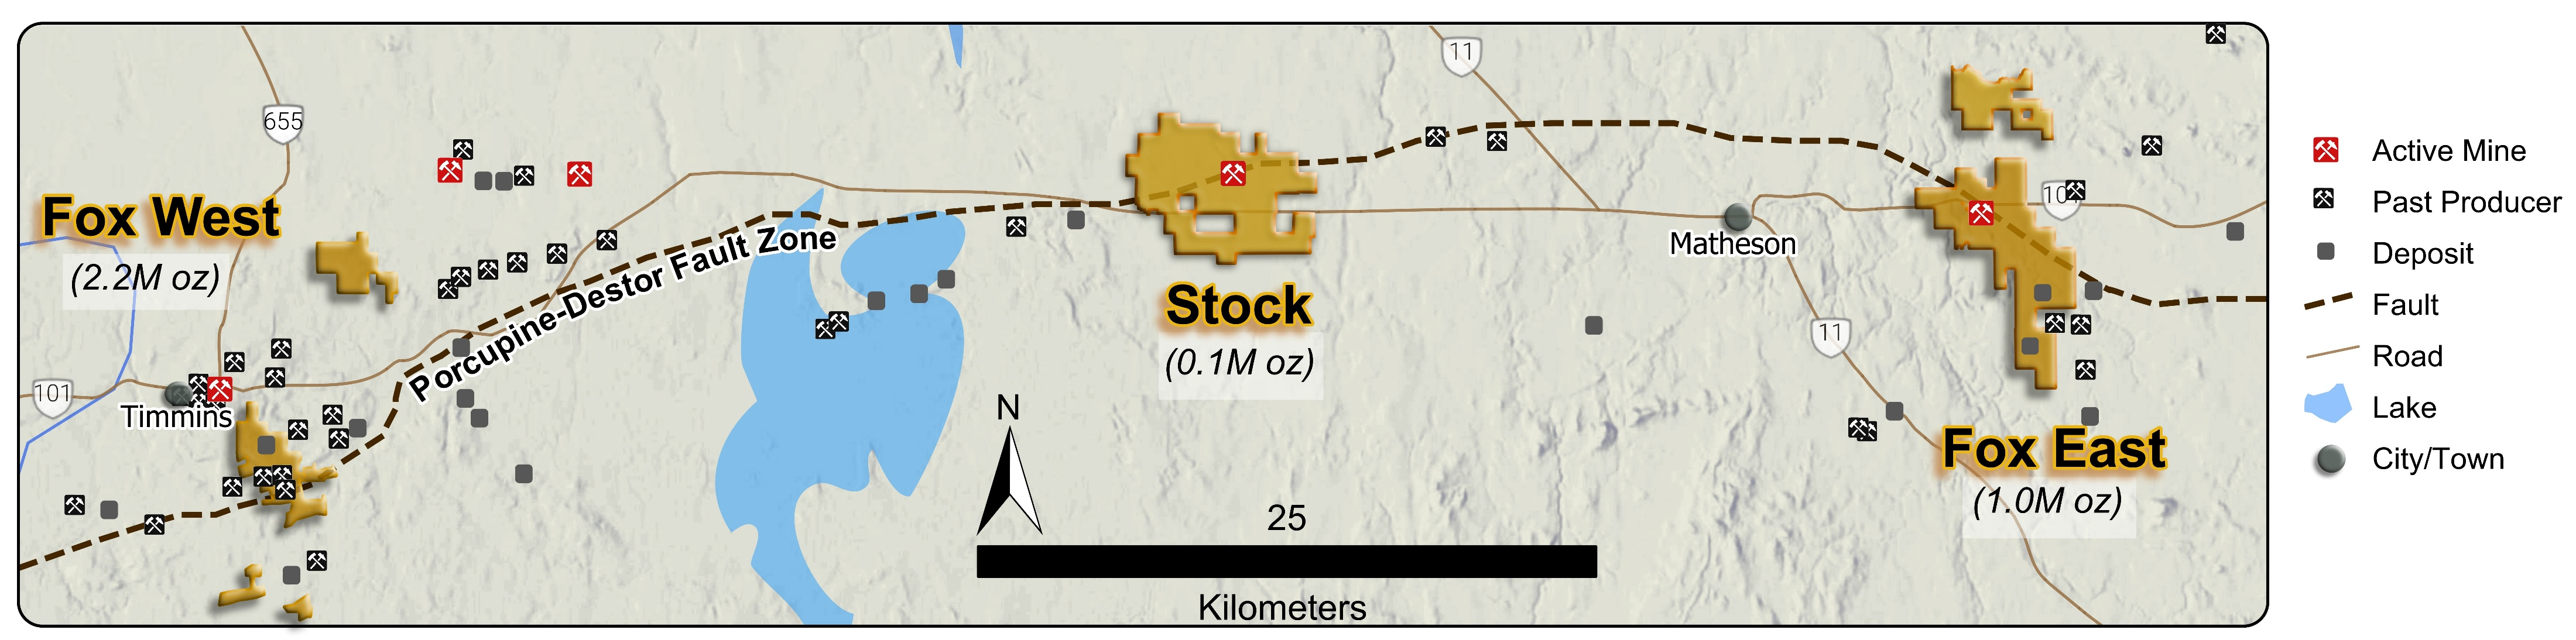 11
655
Fox West
(2.2M oz)
Porcupine-Destor Fault Zone
101
Timmins
Stock
(0.1M oz)
Matheson
10
11
Fox East
(1.0M oz)
N
25
Kilometers
Active Mine
Past Producer
Deposit
Fault
Road
Lake
City/Town